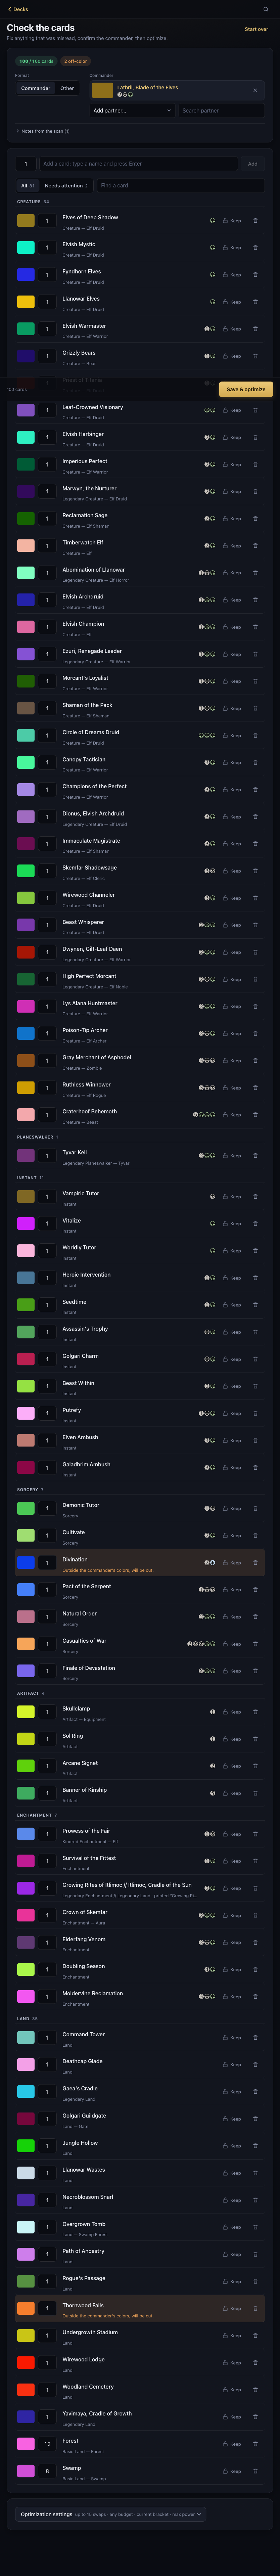 Decks
Check the cards
Fix anything that was misread, confirm the commander, then optimize.
Start over
100 / 100 cards
2 off-color
Format
Commander
Other
Commander
Lathril, Blade of the Elves
Add partner...
Search partner
Notes from the scan (1)
1
Add a card: type a name and press Enter
Add
All 81
Needs attention 2
Find a card
CREATURE 34
1 Elves of Deep Shadow Keep
Creature — Elf Druid
1 Elvish Mystic Keep
Creature — Elf Druid
1 Fyndhorn Elves Keep
Creature — Elf Druid
1 Llanowar Elves Keep
Creature — Elf Druid
1 Elvish Warmaster Keep
Creature — Elf Warrior
1 Grizzly Bears Keep
Creature — Bear
100 cards
Save & optimize
1 Leaf-Crowned Visionary Keep
Creature — Elf Druid
1 Elvish Harbinger Keep
Creature — Elf Druid
1 Imperious Perfect Keep
Creature — Elf Warrior
1 Marwyn, the Nurturer Keep
Legendary Creature — Elf Druid
1 Reclamation Sage Keep
Creature — Elf Shaman
1 Timberwatch Elf Keep
Creature — Elf
1 Abomination of Llanowar Keep
Legendary Creature — Elf Horror
1 Elvish Archdruid Keep
Creature — Elf Druid
1 Elvish Champion Keep
Creature — Elf
1 Ezuri, Renegade Leader Keep
Legendary Creature — Elf Warrior
1 Morcant's Loyalist Keep
Creature — Elf Warrior
1 Shaman of the Pack Keep
Creature — Elf Shaman
1 Circle of Dreams Druid Keep
Creature — Elf Druid
1 Canopy Tactician Keep
Creature — Elf Warrior
1 Champions of the Perfect Keep
Creature — Elf Warrior
1 Dionus, Elvish Archdruid Keep
Legendary Creature — Elf Druid
1 Immaculate Magistrate Keep
Creature — Elf Shaman
1 Skemfar Shadowsage Keep
Creature — Elf Cleric
1 Wirewood Channeler Keep
Creature — Elf Druid
1 Beast Whisperer Keep
Creature — Elf Druid
1 Dwynen, Gilt-Leaf Daen Keep
Legendary Creature — Elf Warrior
1 High Perfect Morcant Keep
Legendary Creature — Elf Noble
1 Lys Alana Huntmaster Keep
Creature — Elf Warrior
1 Poison-Tip Archer Keep
Creature — Elf Archer
1 Gray Merchant of Asphodel Keep
Creature — Zombie
1 Ruthless Winnower Keep
Creature — Elf Rogue
1 Craterhoof Behemoth Keep
Creature — Beast
PLANESWALKER 1
1 Tyvar Kell Keep
Legendary Planeswalker — Tyvar
INSTANT 11
1 Vampiric Tutor Keep
Instant
1 Vitalize Keep
Instant
1 Worldly Tutor Keep
Instant
1 Heroic Intervention Keep
Instant
1 Seedtime Keep
Instant
1 Assassin's Trophy Keep
Instant
1 Golgari Charm Keep
Instant
1 Beast Within Keep
Instant
1 Putrefy Keep
Instant
1 Elven Ambush Keep
Instant
1 Galadhrim Ambush Keep
Instant
SORCERY 7
1 Demonic Tutor Keep
Sorcery
1 Cultivate Keep
Sorcery
1 Divination Keep
Outside the commander's colors, will be cut.
1 Pact of the Serpent Keep
Sorcery
1 Natural Order Keep
Sorcery
1 Casualties of War Keep
Sorcery
1 Finale of Devastation Keep
Sorcery
ARTIFACT 4
1 Skullclamp Keep
Artifact — Equipment
1 Sol Ring Keep
Artifact
1 Arcane Signet Keep
Artifact
1 Banner of Kinship Keep
Artifact
ENCHANTMENT 7
1 Prowess of the Fair Keep
Kindred Enchantment — Elf
1 Survival of the Fittest Keep
Enchantment
1 Growing Rites of Itlimoc // Itlimoc, Cradle of the Sun Keep
Legendary Enchantment // Legendary Land · printed "Growing Ri...
1 Crown of Skemfar Keep
Enchantment — Aura
1 Elderfang Venom Keep
Enchantment
1 Doubling Season Keep
Enchantment
1 Moldervine Reclamation Keep
Enchantment
LAND 35
1 Command Tower Keep
Land
1 Deathcap Glade Keep
Land
1 Gaea's Cradle Keep
Legendary Land
1 Golgari Guildgate Keep
Land — Gate
1 Jungle Hollow Keep
Land
1 Llanowar Wastes Keep
Land
1 Necroblossom Snarl Keep
Land
1 Overgrown Tomb Keep
Land — Swamp Forest
1 Path of Ancestry Keep
Land
1 Rogue's Passage Keep
Land
1 Thornwood Falls Keep
Outside the commander's colors, will be cut.
1 Undergrowth Stadium Keep
Land
1 Wirewood Lodge Keep
Land
1 Woodland Cemetery Keep
Land
1 Yavimaya, Cradle of Growth Keep
Legendary Land
12 Forest Keep
Basic Land — Forest
8 Swamp Keep
Basic Land — Swamp
Optimization settings up to 15 swaps · any budget · current bracket · max power